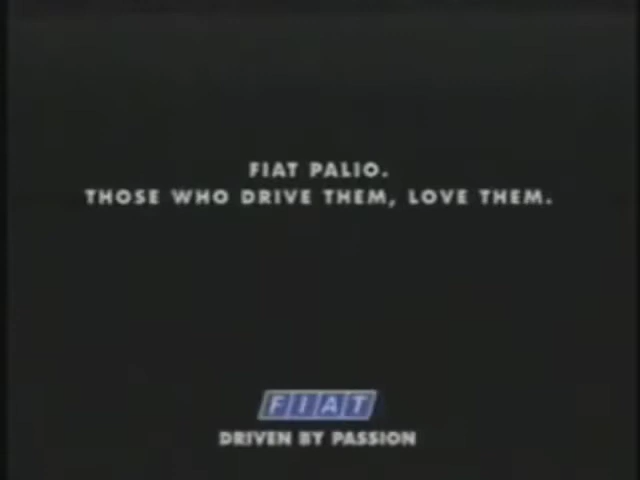 FIAT PALIO.
THOSE WHO DRIVE THEM, LOVE THEM.
FIAT
DRIVEN BY PASSION